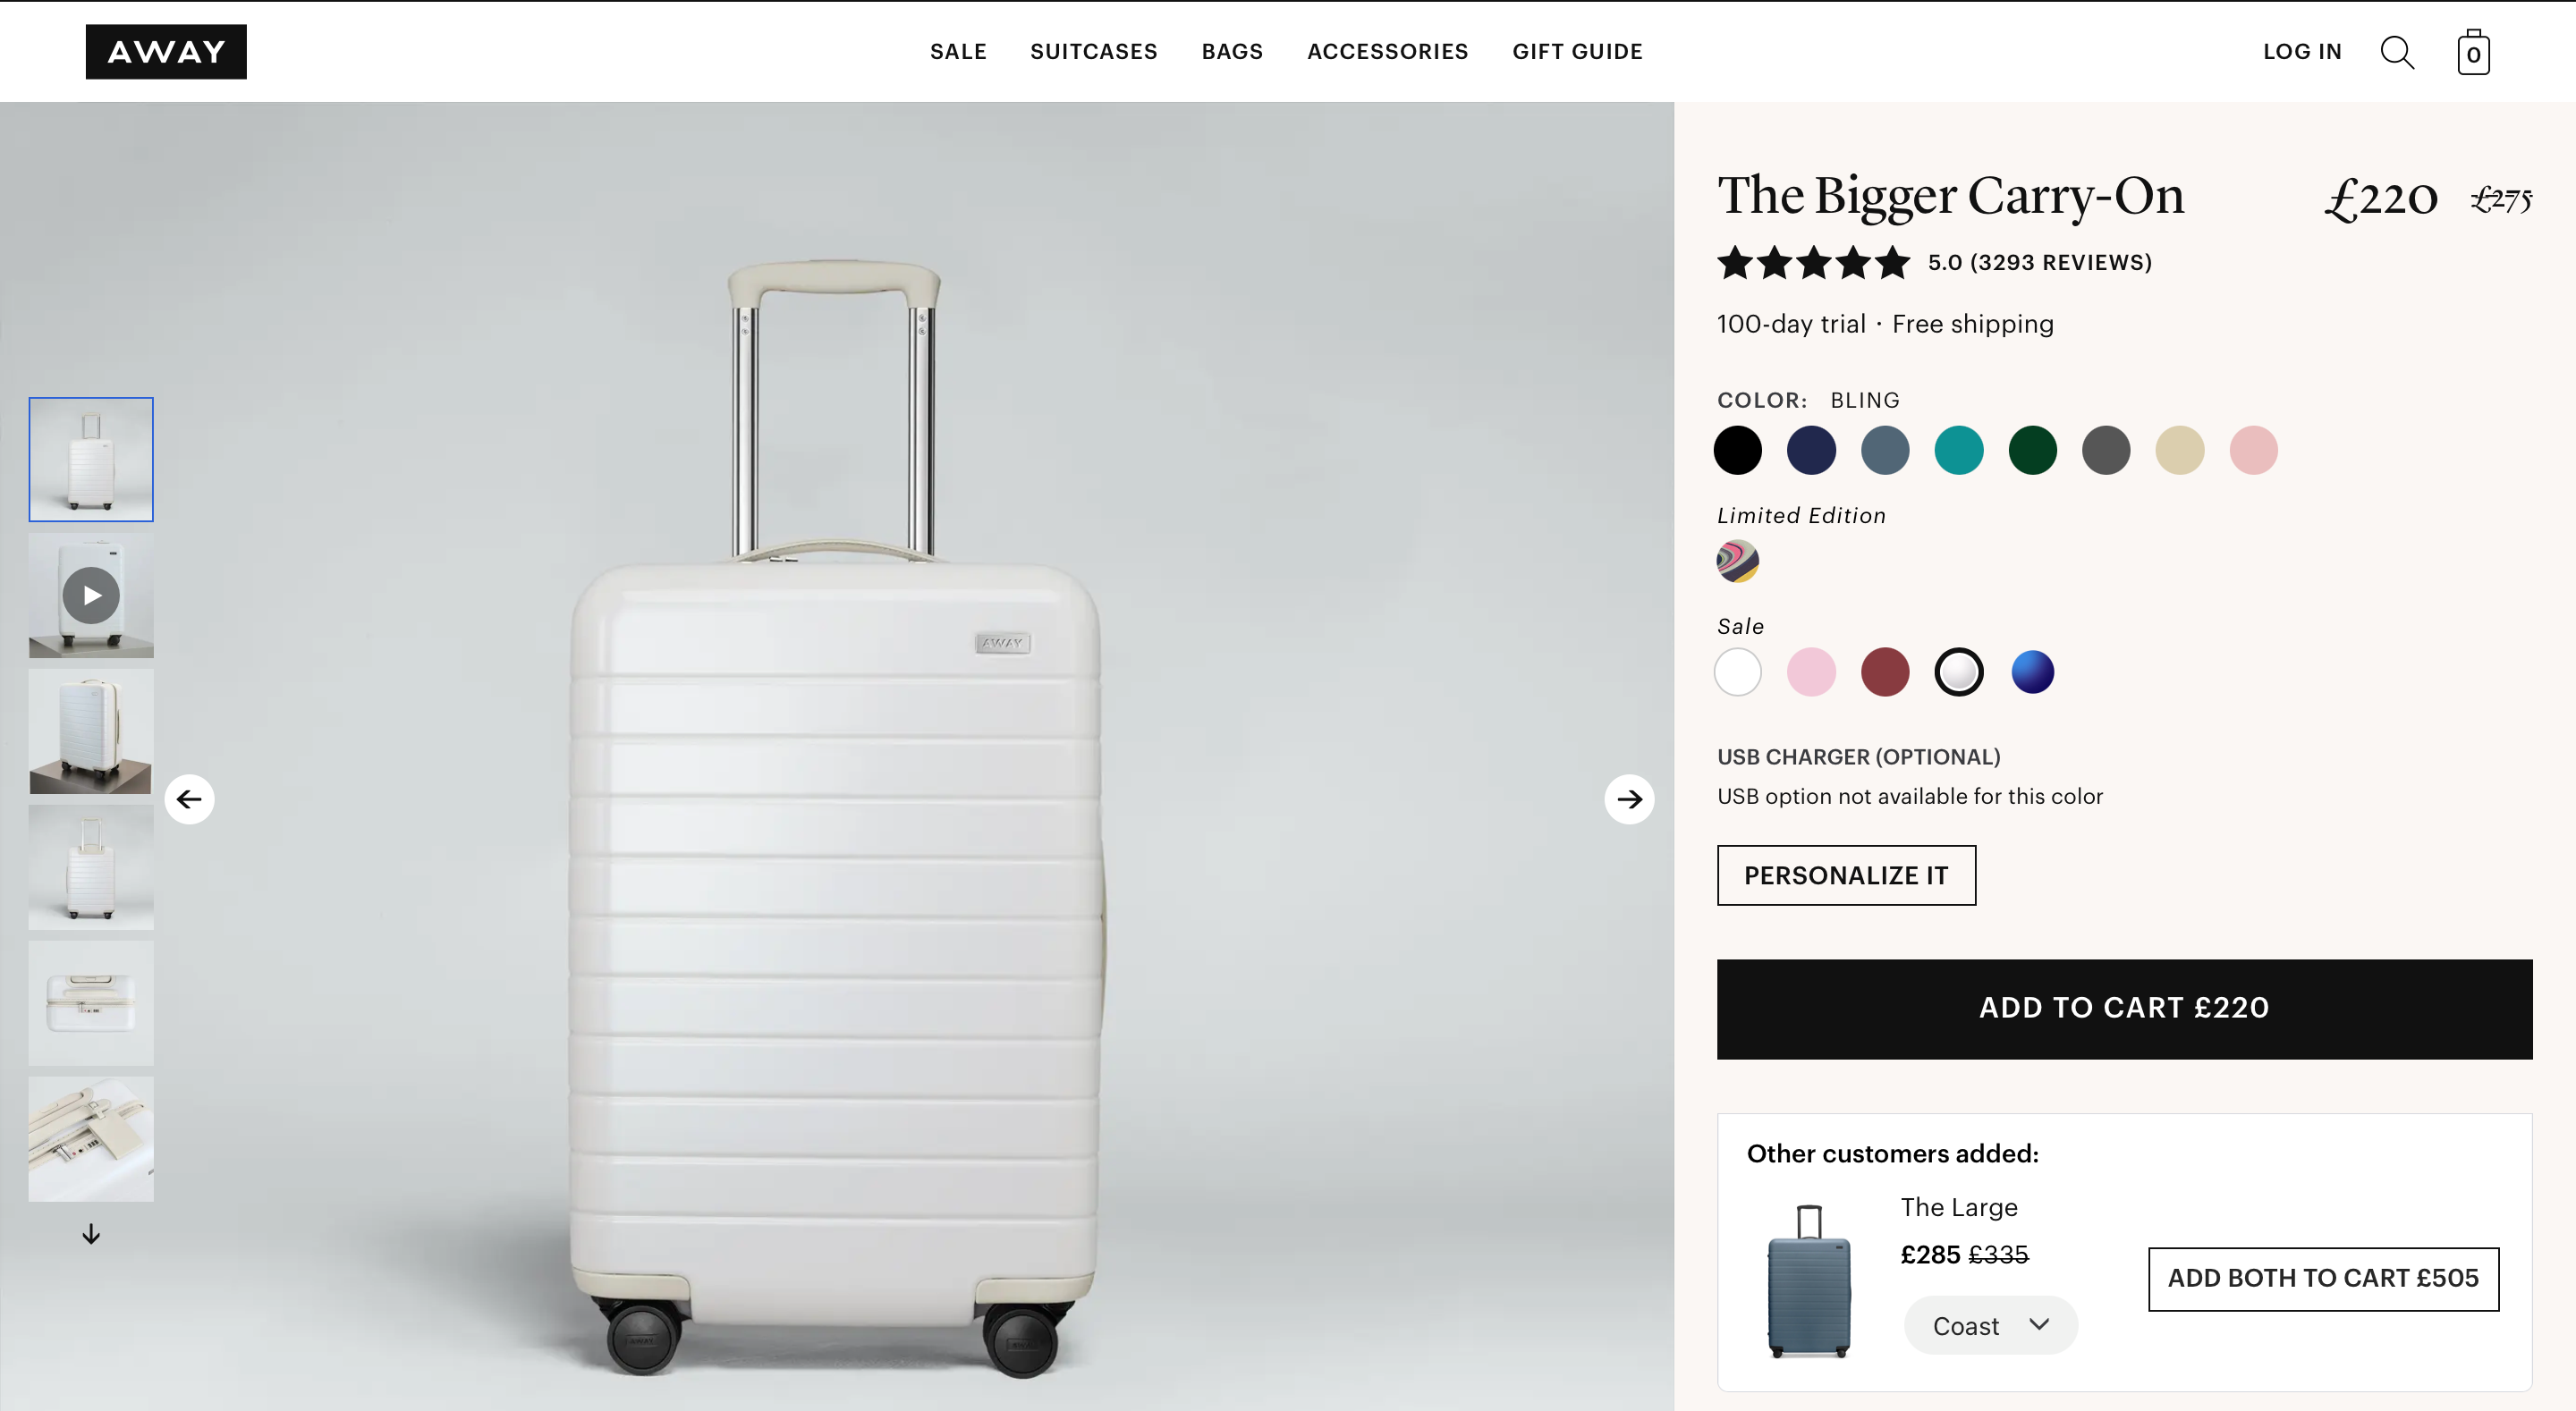 AWAY
SALE SUITCASES BAGS ACCESSORIES GIFT GUIDE
LOG IN
0
AWAY
The Bigger Carry-On £220 £275
5.0 (3293 REVIEWS)
100-day trial · Free shipping
COLOR: BLING
Limited Edition
Sale
USB CHARGER (OPTIONAL)
USB option not available for this color
PERSONALIZE IT
ADD TO CART £220
Other customers added:
The Large
£285 £335
Coast
ADD BOTH TO CART £505